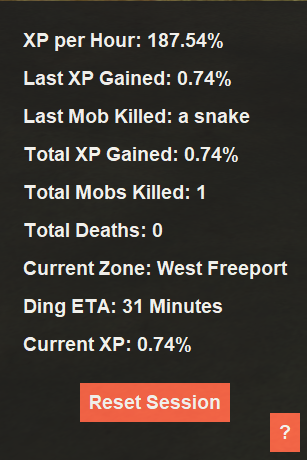 XP per Hour: 187.54%
Last XP Gained: 0.74%
Last Mob Killed: a snake
Total XP Gained: 0.74%
Total Mobs Killed: 1
Total Deaths: 0
Current Zone: West Freeport
Ding ETA: 31 Minutes
Current XP: 0.74%
Reset Session
?